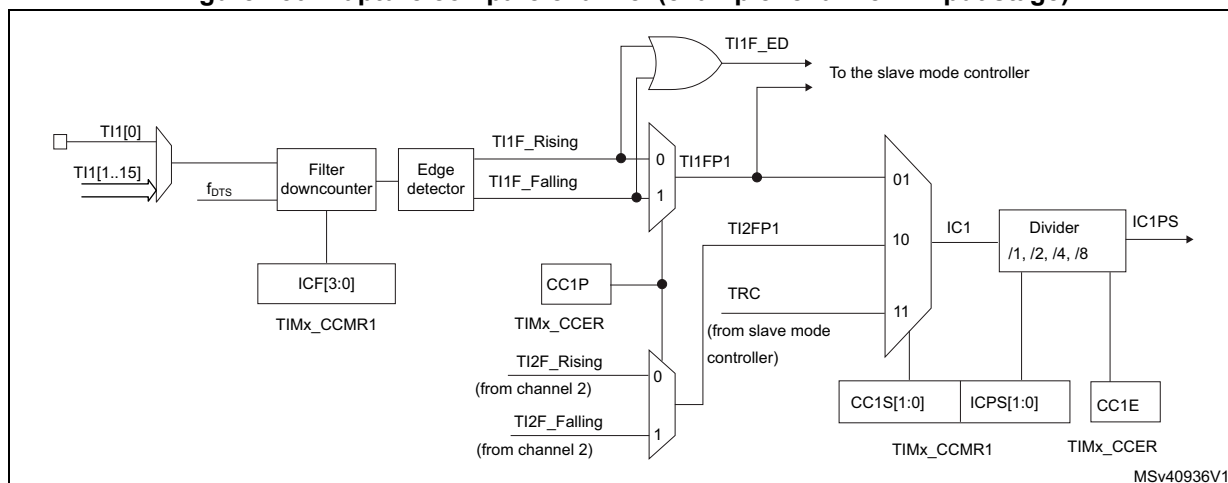 TI1F_ED
To the slave mode controller
TI1[0]
TI1[1..15]
fDTS
Filter
downcounter
Edge
detector
TI1F_Rising
TI1F_Falling
0
1
TI1FP1
01
ICF[3:0]
TIMx_CCMR1
CC1P
TIMx_CCER
TI2FP1
10
TRC
11
(from slave mode
controller)
IC1
Divider
/1, /2, /4, /8
IC1PS
TI2F_Rising
0
(from channel 2)
TI2F_Falling
1
(from channel 2)
CC1S[1:0]
ICPS[1:0]
CC1E
TIMx_CCMR1
TIMx_CCER
MSv40936V1